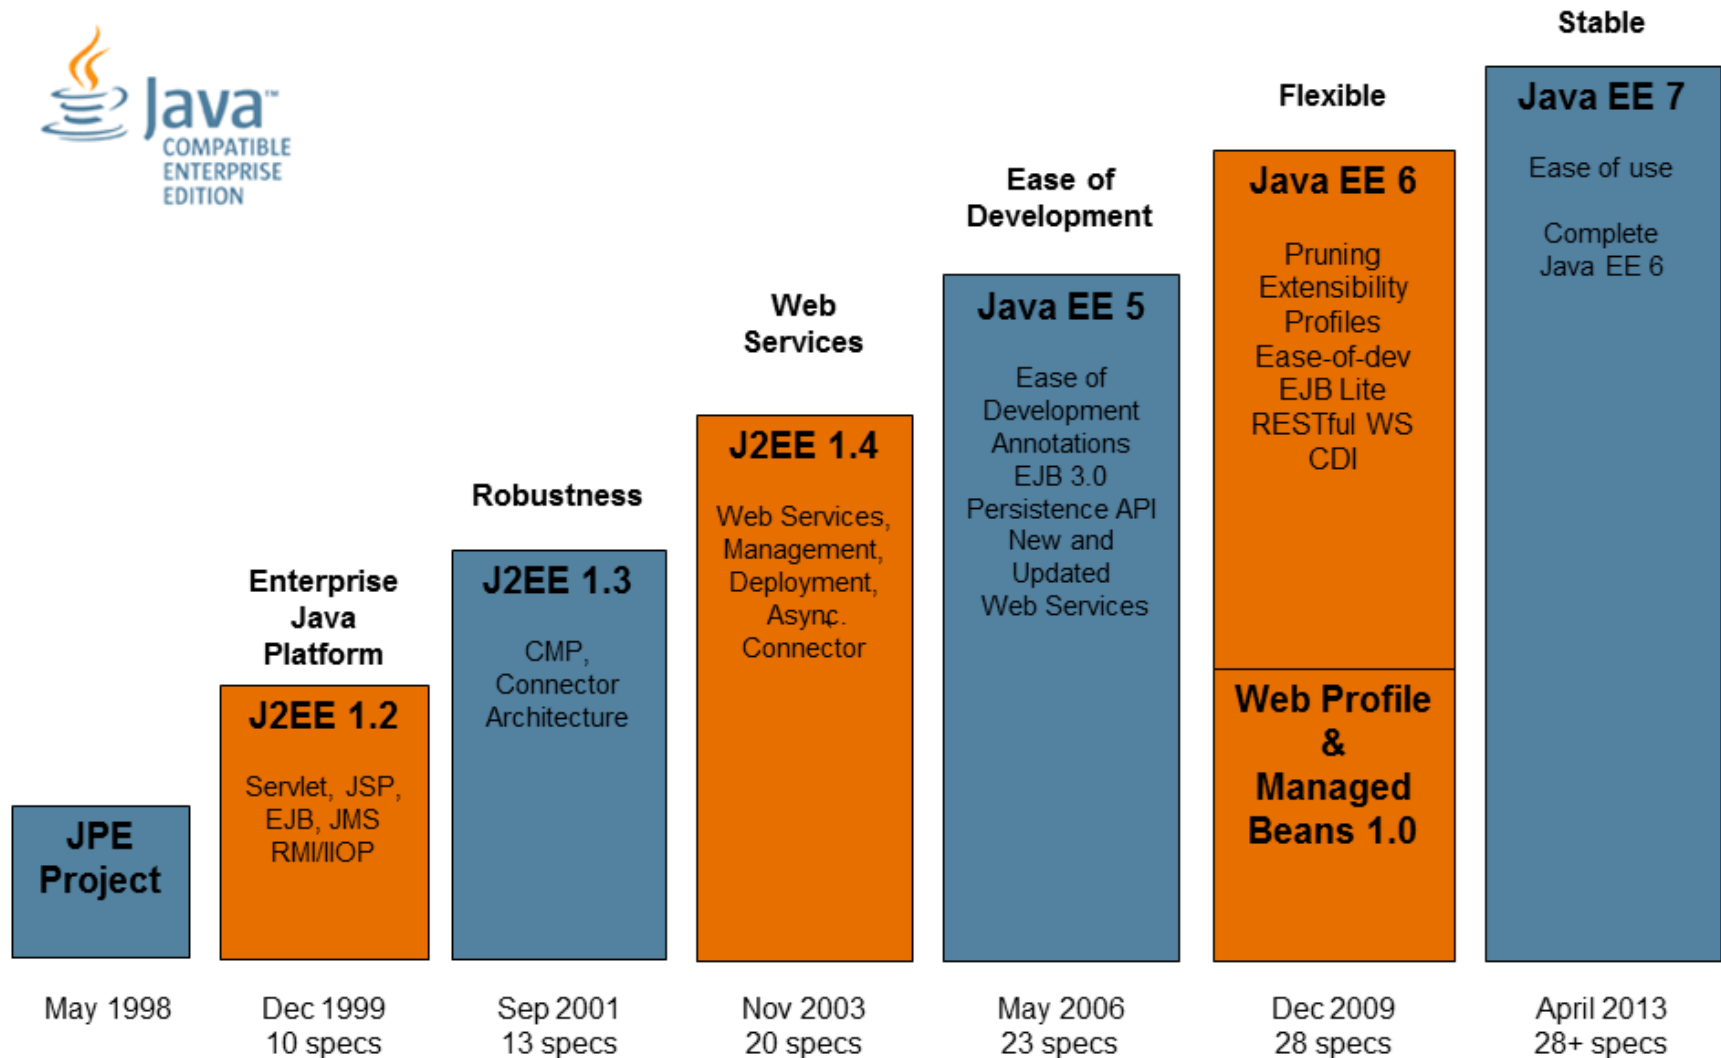 Java™
COMPATIBLE
ENTERPRISE
EDITION
JPE
Project
May 1998
Enterprise
Java
Platform
J2EE 1.2
Servlet, JSP,
EJB, JMS
RMI/IIOP
Dec 1999
10 specs
Robustness
J2EE 1.3
CMP,
Connector
Architecture
Sep 2001
13 specs
Web
Services
J2EE 1.4
Web Services,
Management,
Deployment,
Async.
Connector
Nov 2003
20 specs
Ease of
Development
Java EE 5
Ease of
Development
Annotations
EJB 3.0
Persistence API
New and
Updated
Web Services
May 2006
23 specs
Flexible
Java EE 6
Pruning
Extensibility
Profiles
Ease-of-dev
EJB Lite
RESTful WS
CDI
Web Profile
&
Managed
Beans 1.0
Dec 2009
28 specs
Stable
Java EE 7
Ease of use
Complete
Java EE 6
April 2013
28+ specs